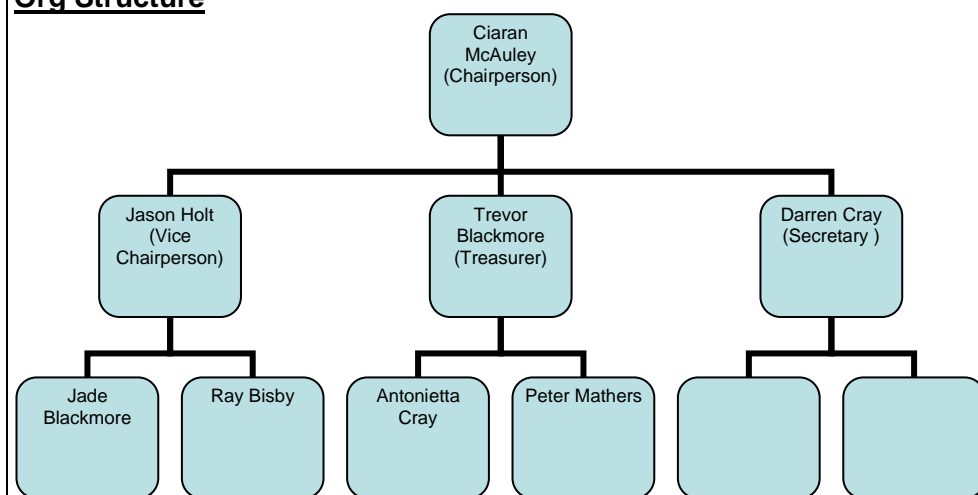 Org Structure
Ciaran
McAuley
(Chairperson)
Jason Holt
(Vice
Chairperson)
Trevor
Blackmore
(Treasurer)
Darren Cray
(Secretary )
Jade
Blackmore
Ray Bisby
Antonietta
Cray
Peter Mathers